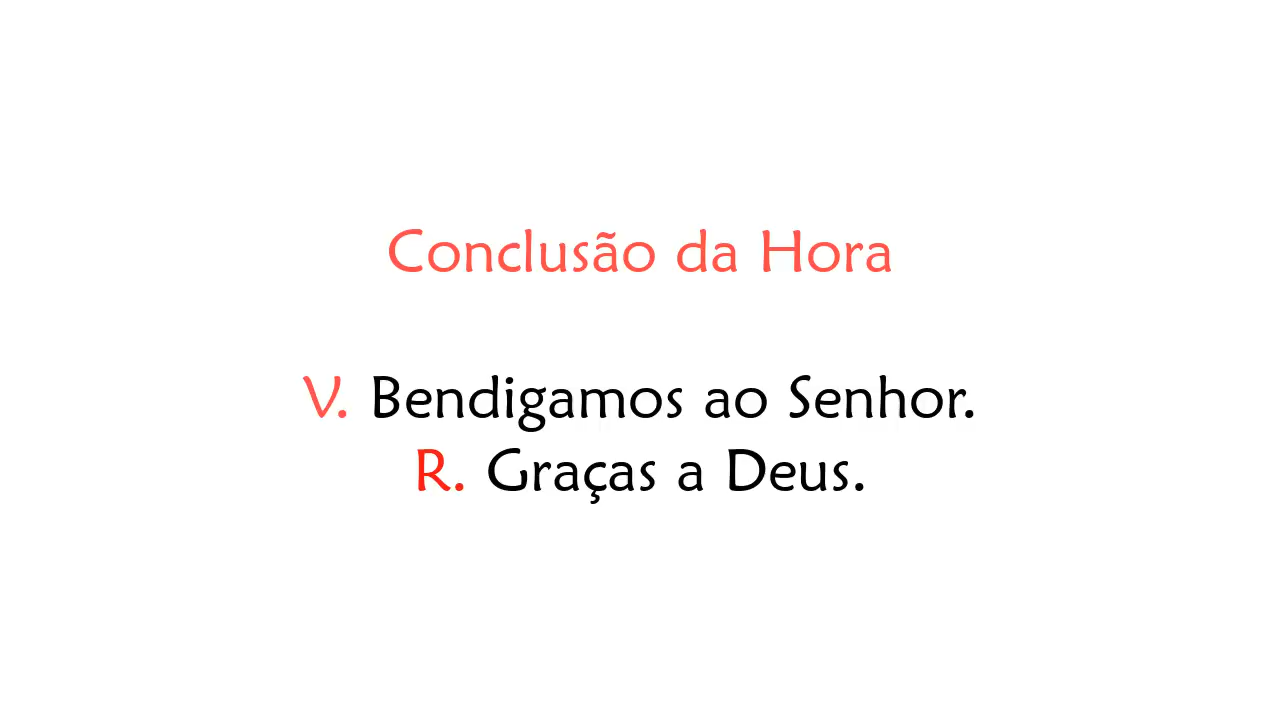 Conclusão da Hora
V. Bendigamos ao Senhor.
R. Graças a Deus.